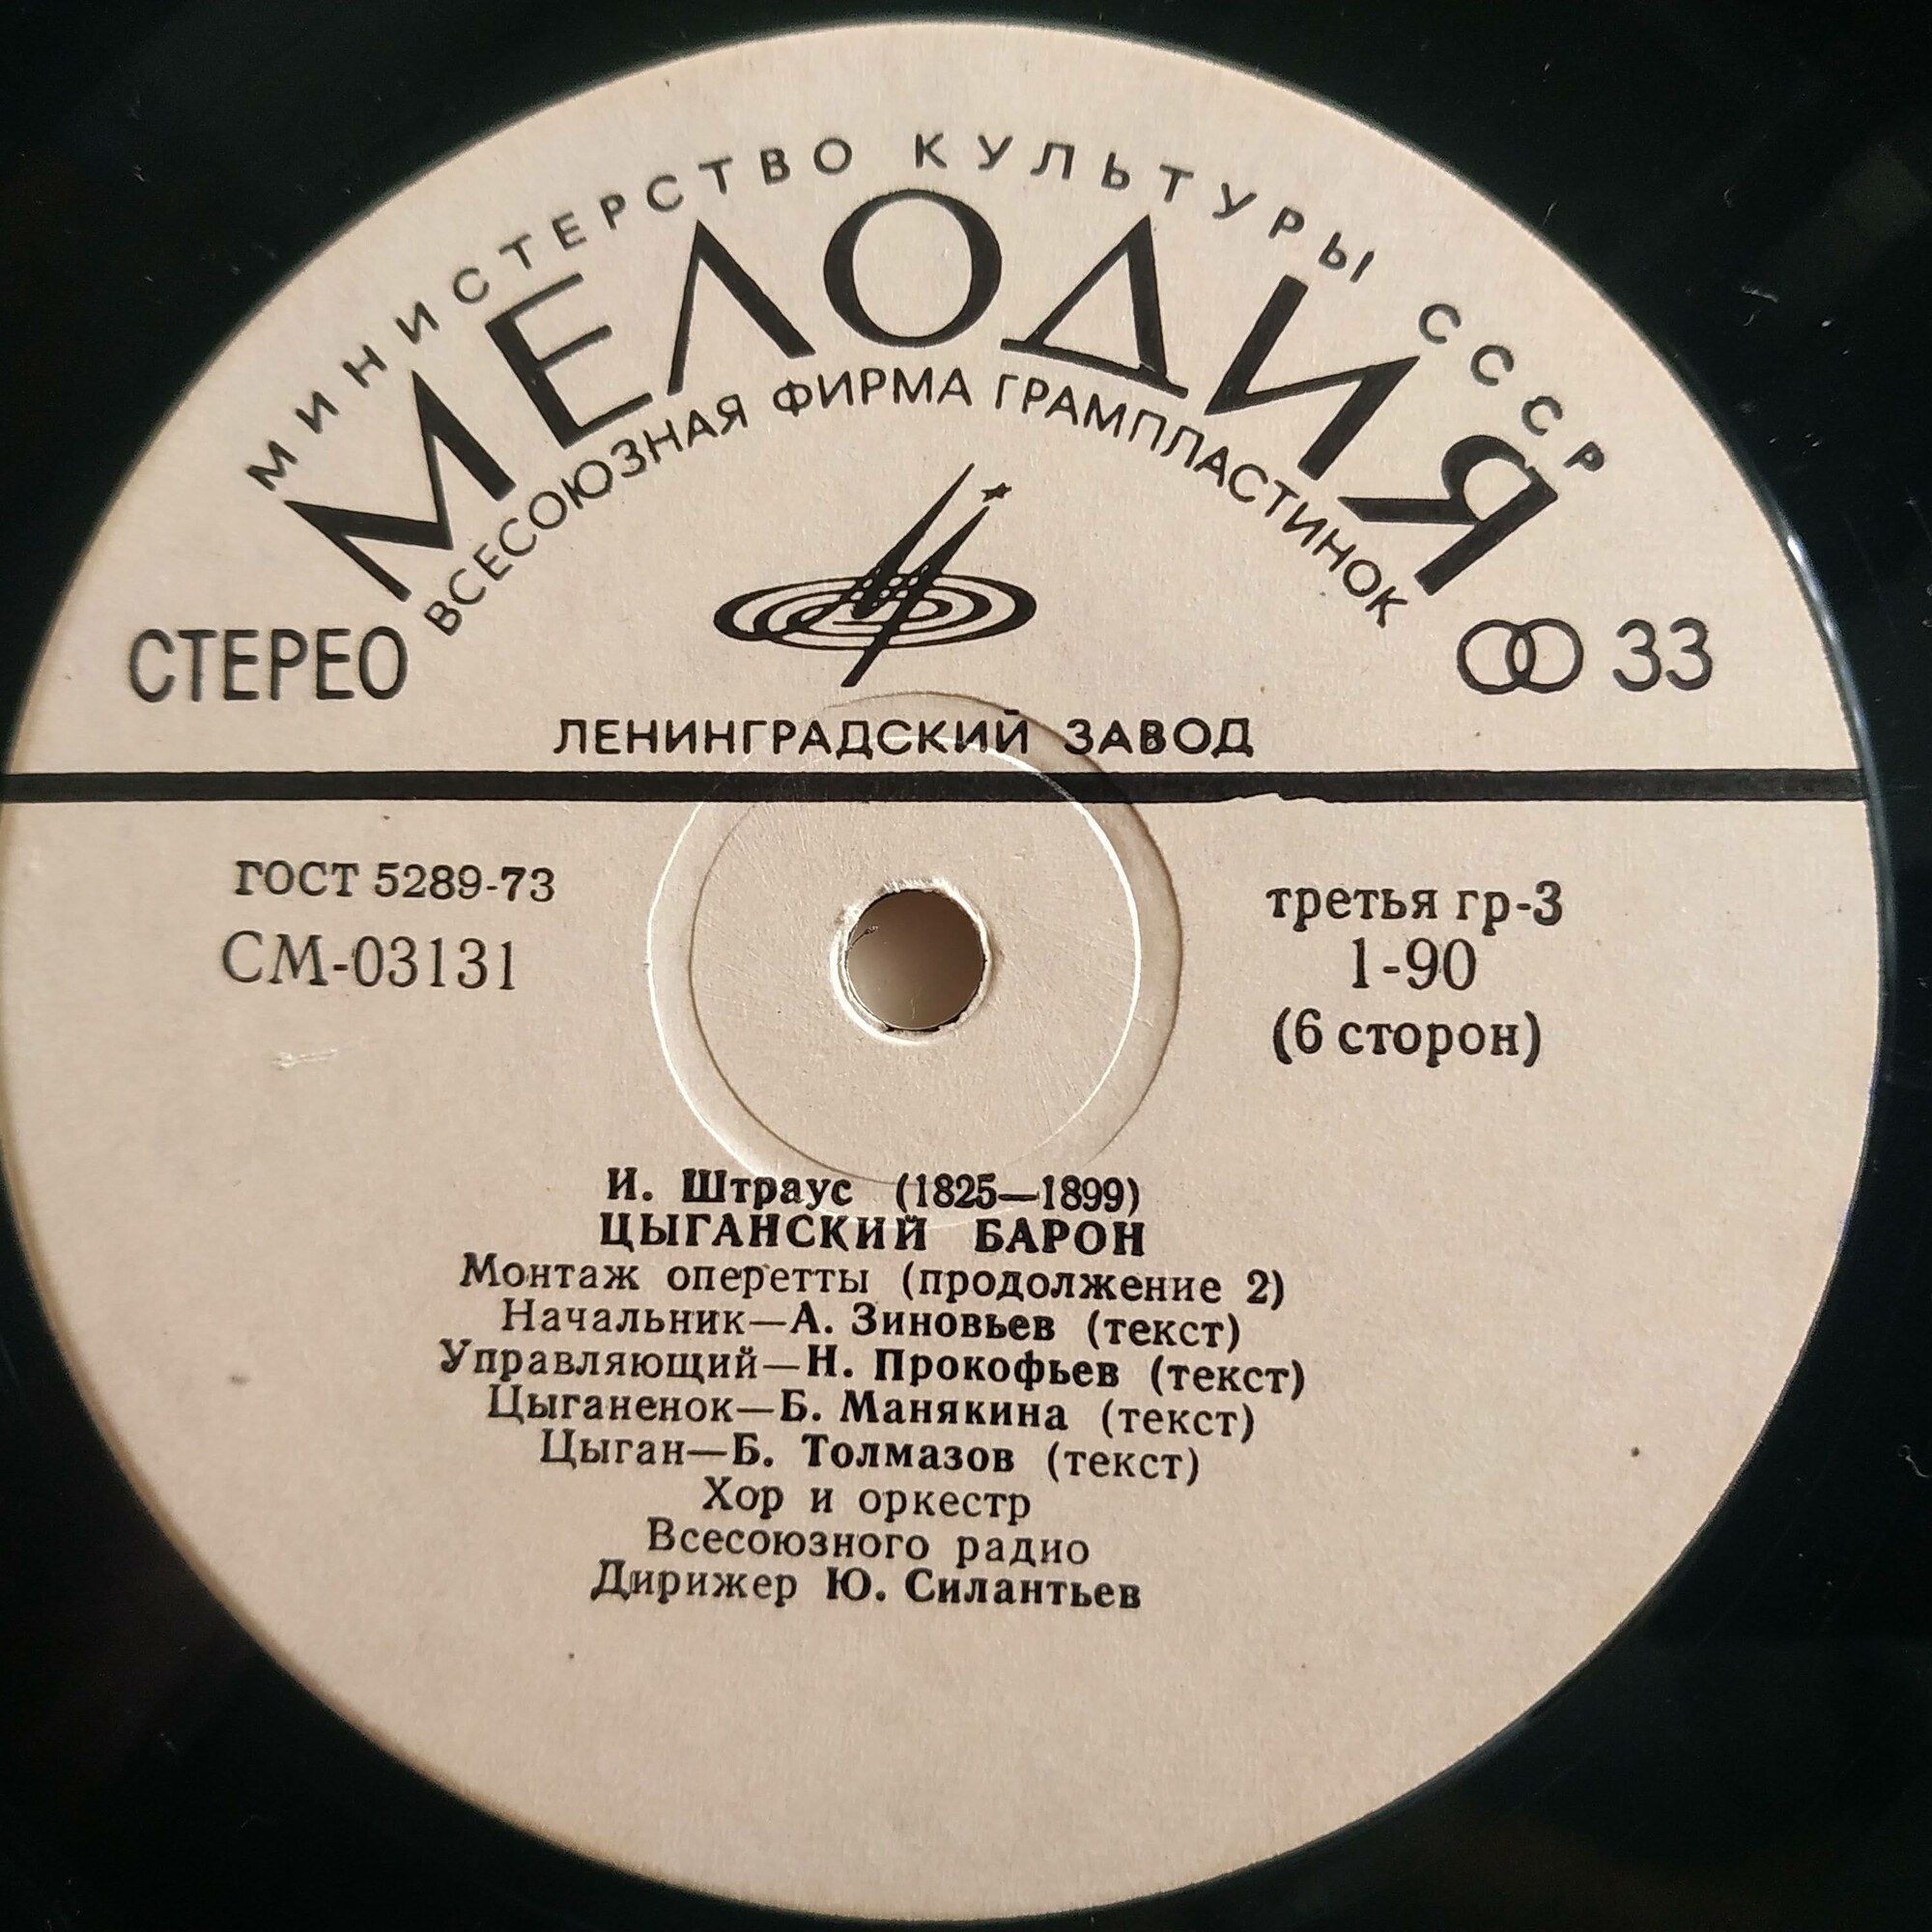 МИНИСТЕРСТВО КУЛЬТУРЫ СССР
МЕЛОДИЯ
ВСЕСОЮЗНАЯ ФИРМА ГРАМПЛАСТИНОК
СТЕРЕО
33
ЛЕНИНГРАДСКИЙ ЗАВОД
ГОСТ 5289-73
СМ-03131
третья гр-3
1-90
(6 сторон)
И. Штраус (1825—1899)
ЦЫГАНСКИЙ БАРОН
Монтаж оперетты (продолжение 2)
Начальник—А. Зиновьев (текст)
Управляющий—Н. Прокофьев (текст)
Цыганенок—Б. Манякина (текст)
Цыган—Б. Толмазов (текст)
Хор и оркестр
Всесоюзного радио
Дирижер Ю. Силантьев